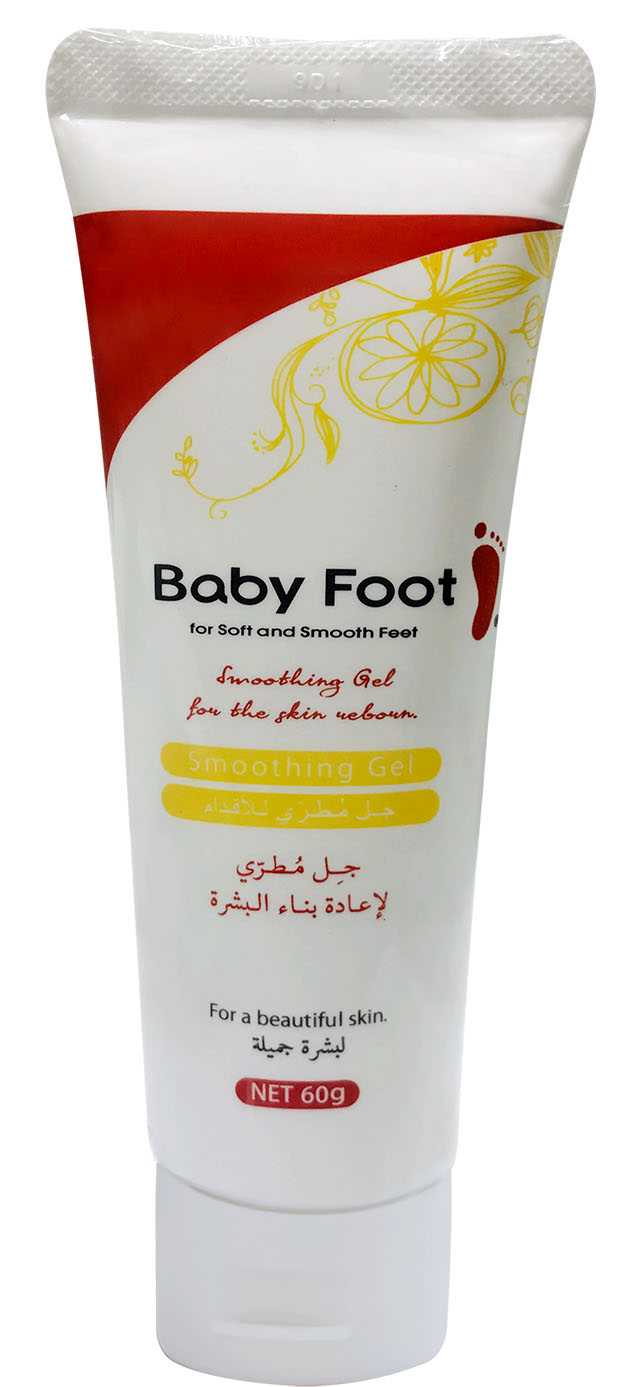 Baby Foot
for Soft and Smooth Feet
Smoothing Gel
for the skin reborn.
Smoothing Gel
جل مُطرّي للأقدام
جِل مُطرّي
لإعادة بناء البشرة
For a beautiful skin.
لبشرة جميلة
NET 60g